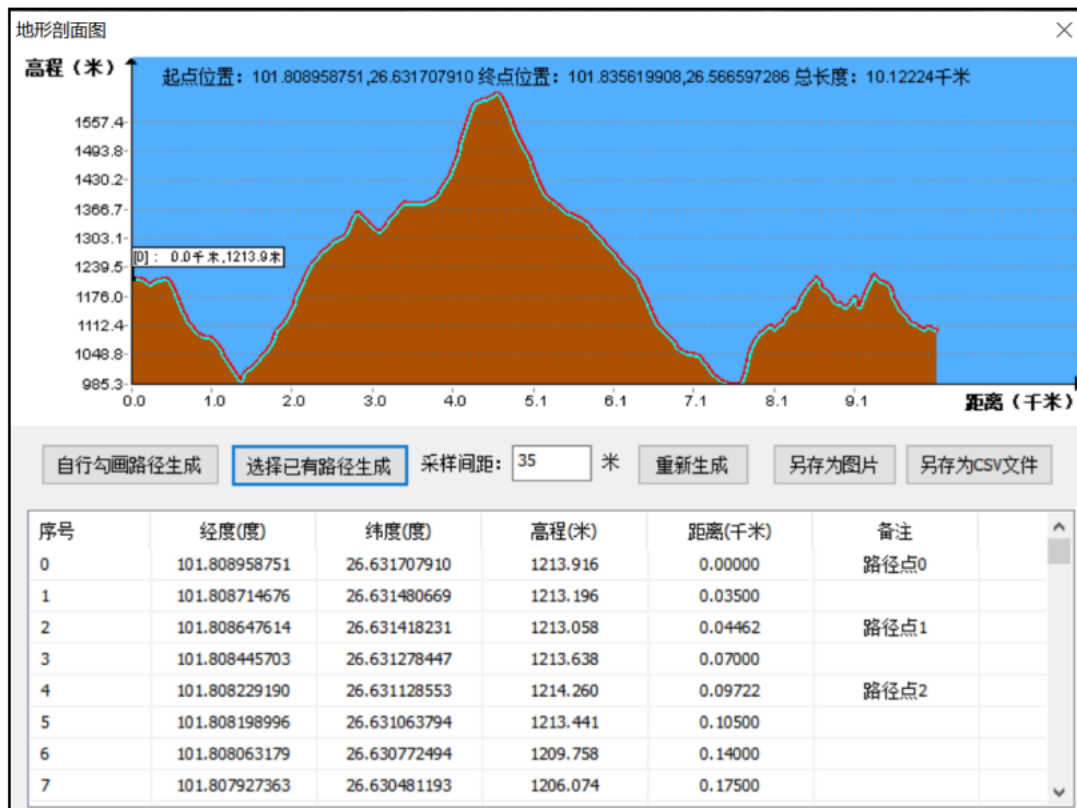 地形剖面图
高程（米）
起点位置：101.808958751,26.631707910 终点位置：101.835619908,26.566597286 总长度：10.12224千米
1557.4
1493.8
1430.2
1366.7
1303.1
1239.5
1176.0
1112.4
1048.8
985.3
[0]： 0.0千米,1213.9米
0.0 1.0 2.0 3.0 4.0 5.1 6.1 7.1 8.1 9.1 距离（千米）
自行勾画路径生成 选择已有路径生成 采样间距： 35 米 重新生成 另存为图片 另存为CSV文件
序号 经度(度) 纬度(度) 高程(米) 距离(千米) 备注
0 101.808958751 26.631707910 1213.916 0.00000 路径点0
1 101.808714676 26.631480669 1213.196 0.03500
2 101.808647614 26.631418231 1213.058 0.04462 路径点1
3 101.808445703 26.631278447 1213.638 0.07000
4 101.808229190 26.631128553 1214.260 0.09722 路径点2
5 101.808198996 26.631063794 1213.441 0.10500
6 101.808063179 26.630772494 1209.758 0.14000
7 101.807927363 26.630481193 1206.074 0.17500